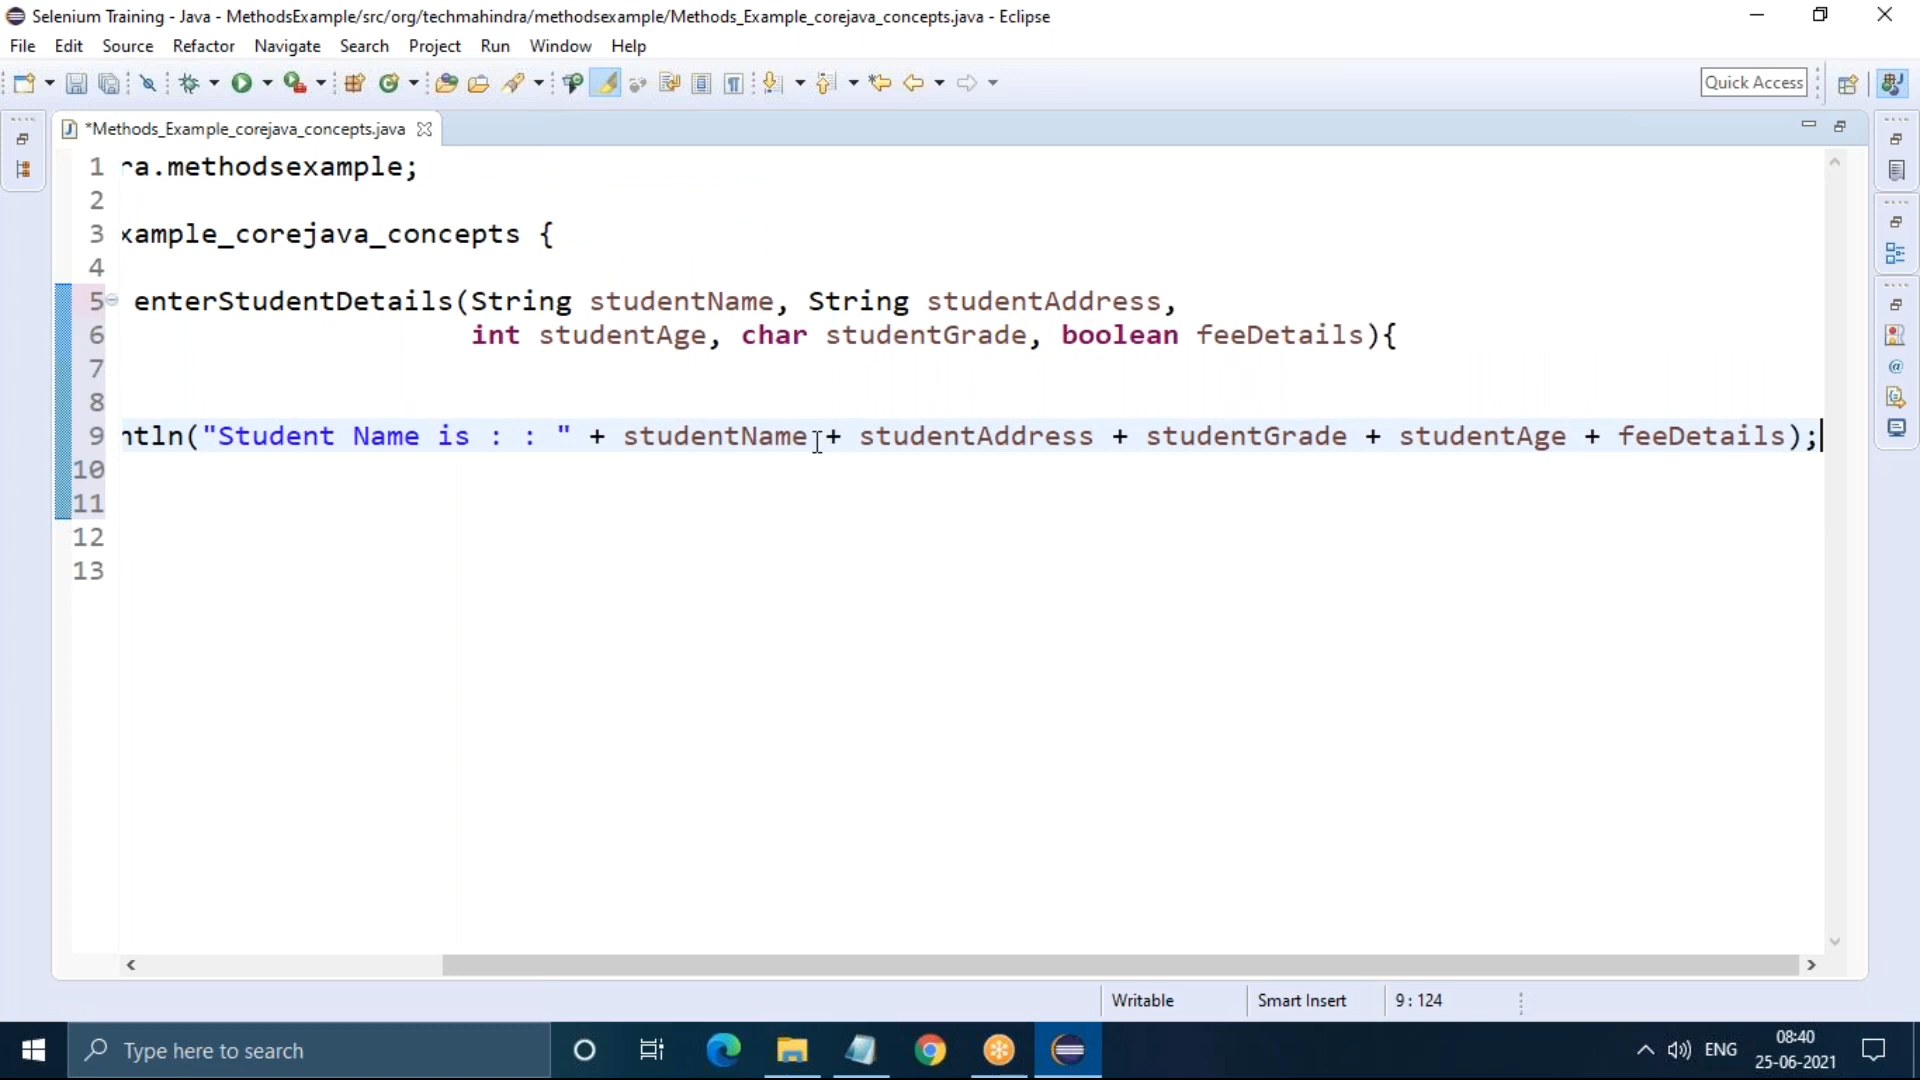 Selenium Training - Java - MethodsExample/src/org/techmahindra/methodsexample/Methods_Example_corejava_concepts.java - Eclipse
File Edit Source Refactor Navigate Search Project Run Window Help
Quick Access
*Methods_Example_corejava_concepts.java
1 ra.methodsexample;
2
3 xample_corejava_concepts {
4
5 enterStudentDetails(String studentName, String studentAddress,
6 int studentAge, char studentGrade, boolean feeDetails){
7
8
9 ntln("Student Name is : : " + studentName + studentAddress + studentGrade + studentAge + feeDetails);
10
11
12
13
Writable Smart Insert 9 : 124
Type here to search
ENG
08:40
25-06-2021